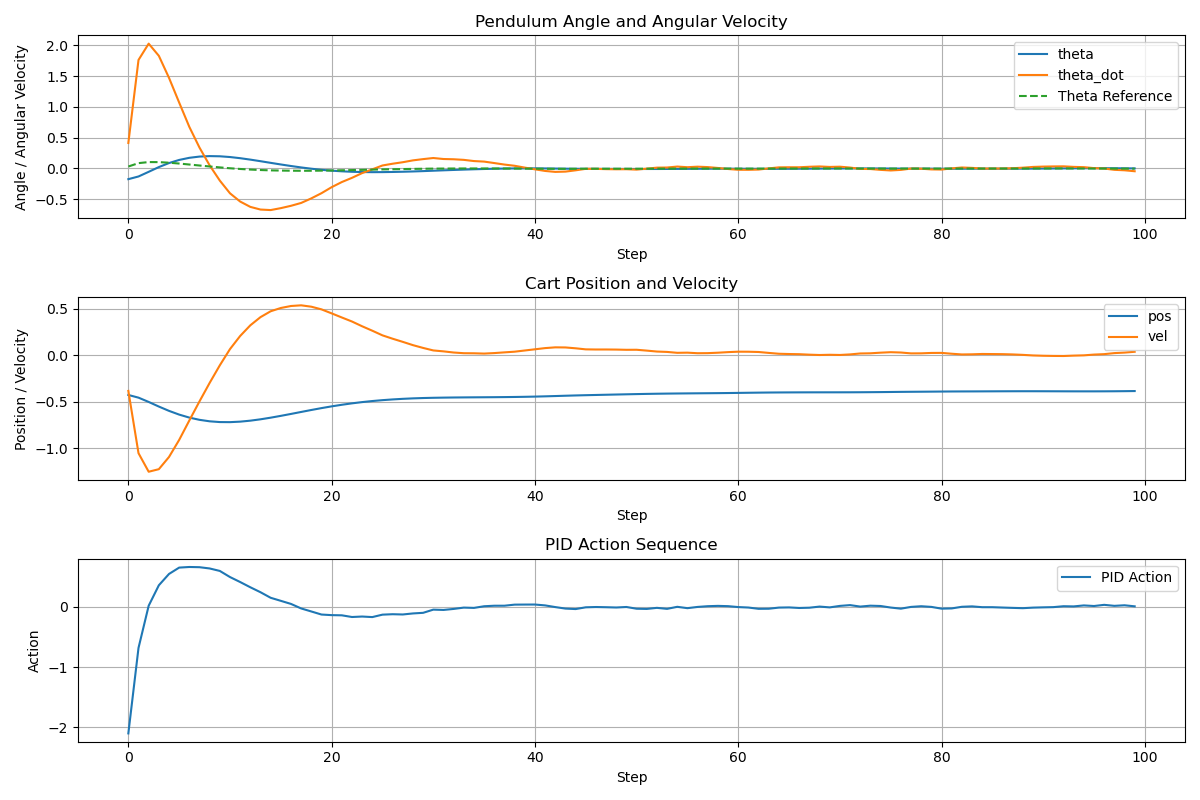 Pendulum Angle and Angular Velocity
Angle / Angular Velocity
2.0
1.5
1.0
0.5
0.0
−0.5
theta
theta_dot
Theta Reference
0 20 40 60 80 100
Step
Cart Position and Velocity
Position / Velocity
0.5
0.0
−0.5
−1.0
pos
vel
0 20 40 60 80 100
Step
PID Action Sequence
Action
0
−1
−2
PID Action
0 20 40 60 80 100
Step